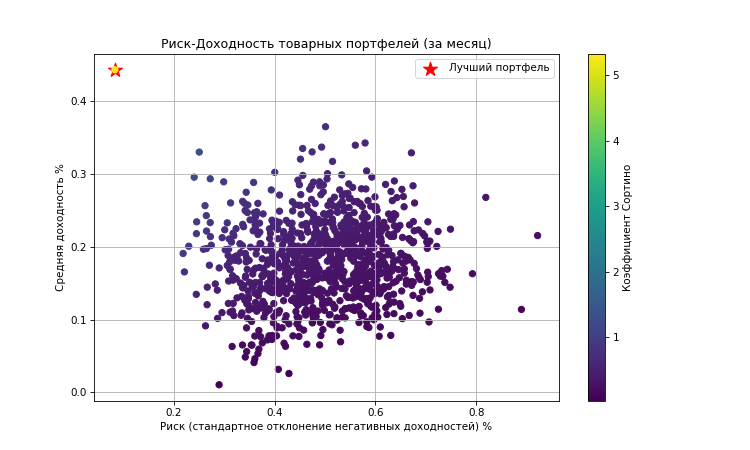 Риск-Доходность товарных портфелей (за месяц)
Лучший портфель
Средняя доходность %
0.4
0.3
0.2
0.1
0.0
0.2
0.4
0.6
0.8
Риск (стандартное отклонение негативных доходностей) %
5
4
3
2
1
Коэффициент Сортино